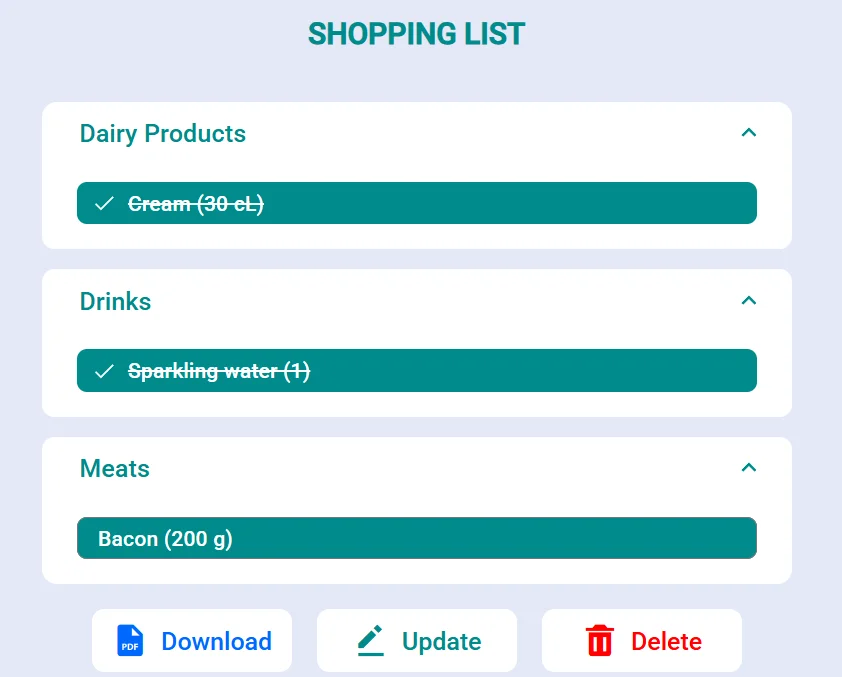 SHOPPING LIST
Dairy Products
Cream (30 cL)
Drinks
Sparkling water (1)
Meats
Bacon (200 g)
PDF Download
Update
Delete